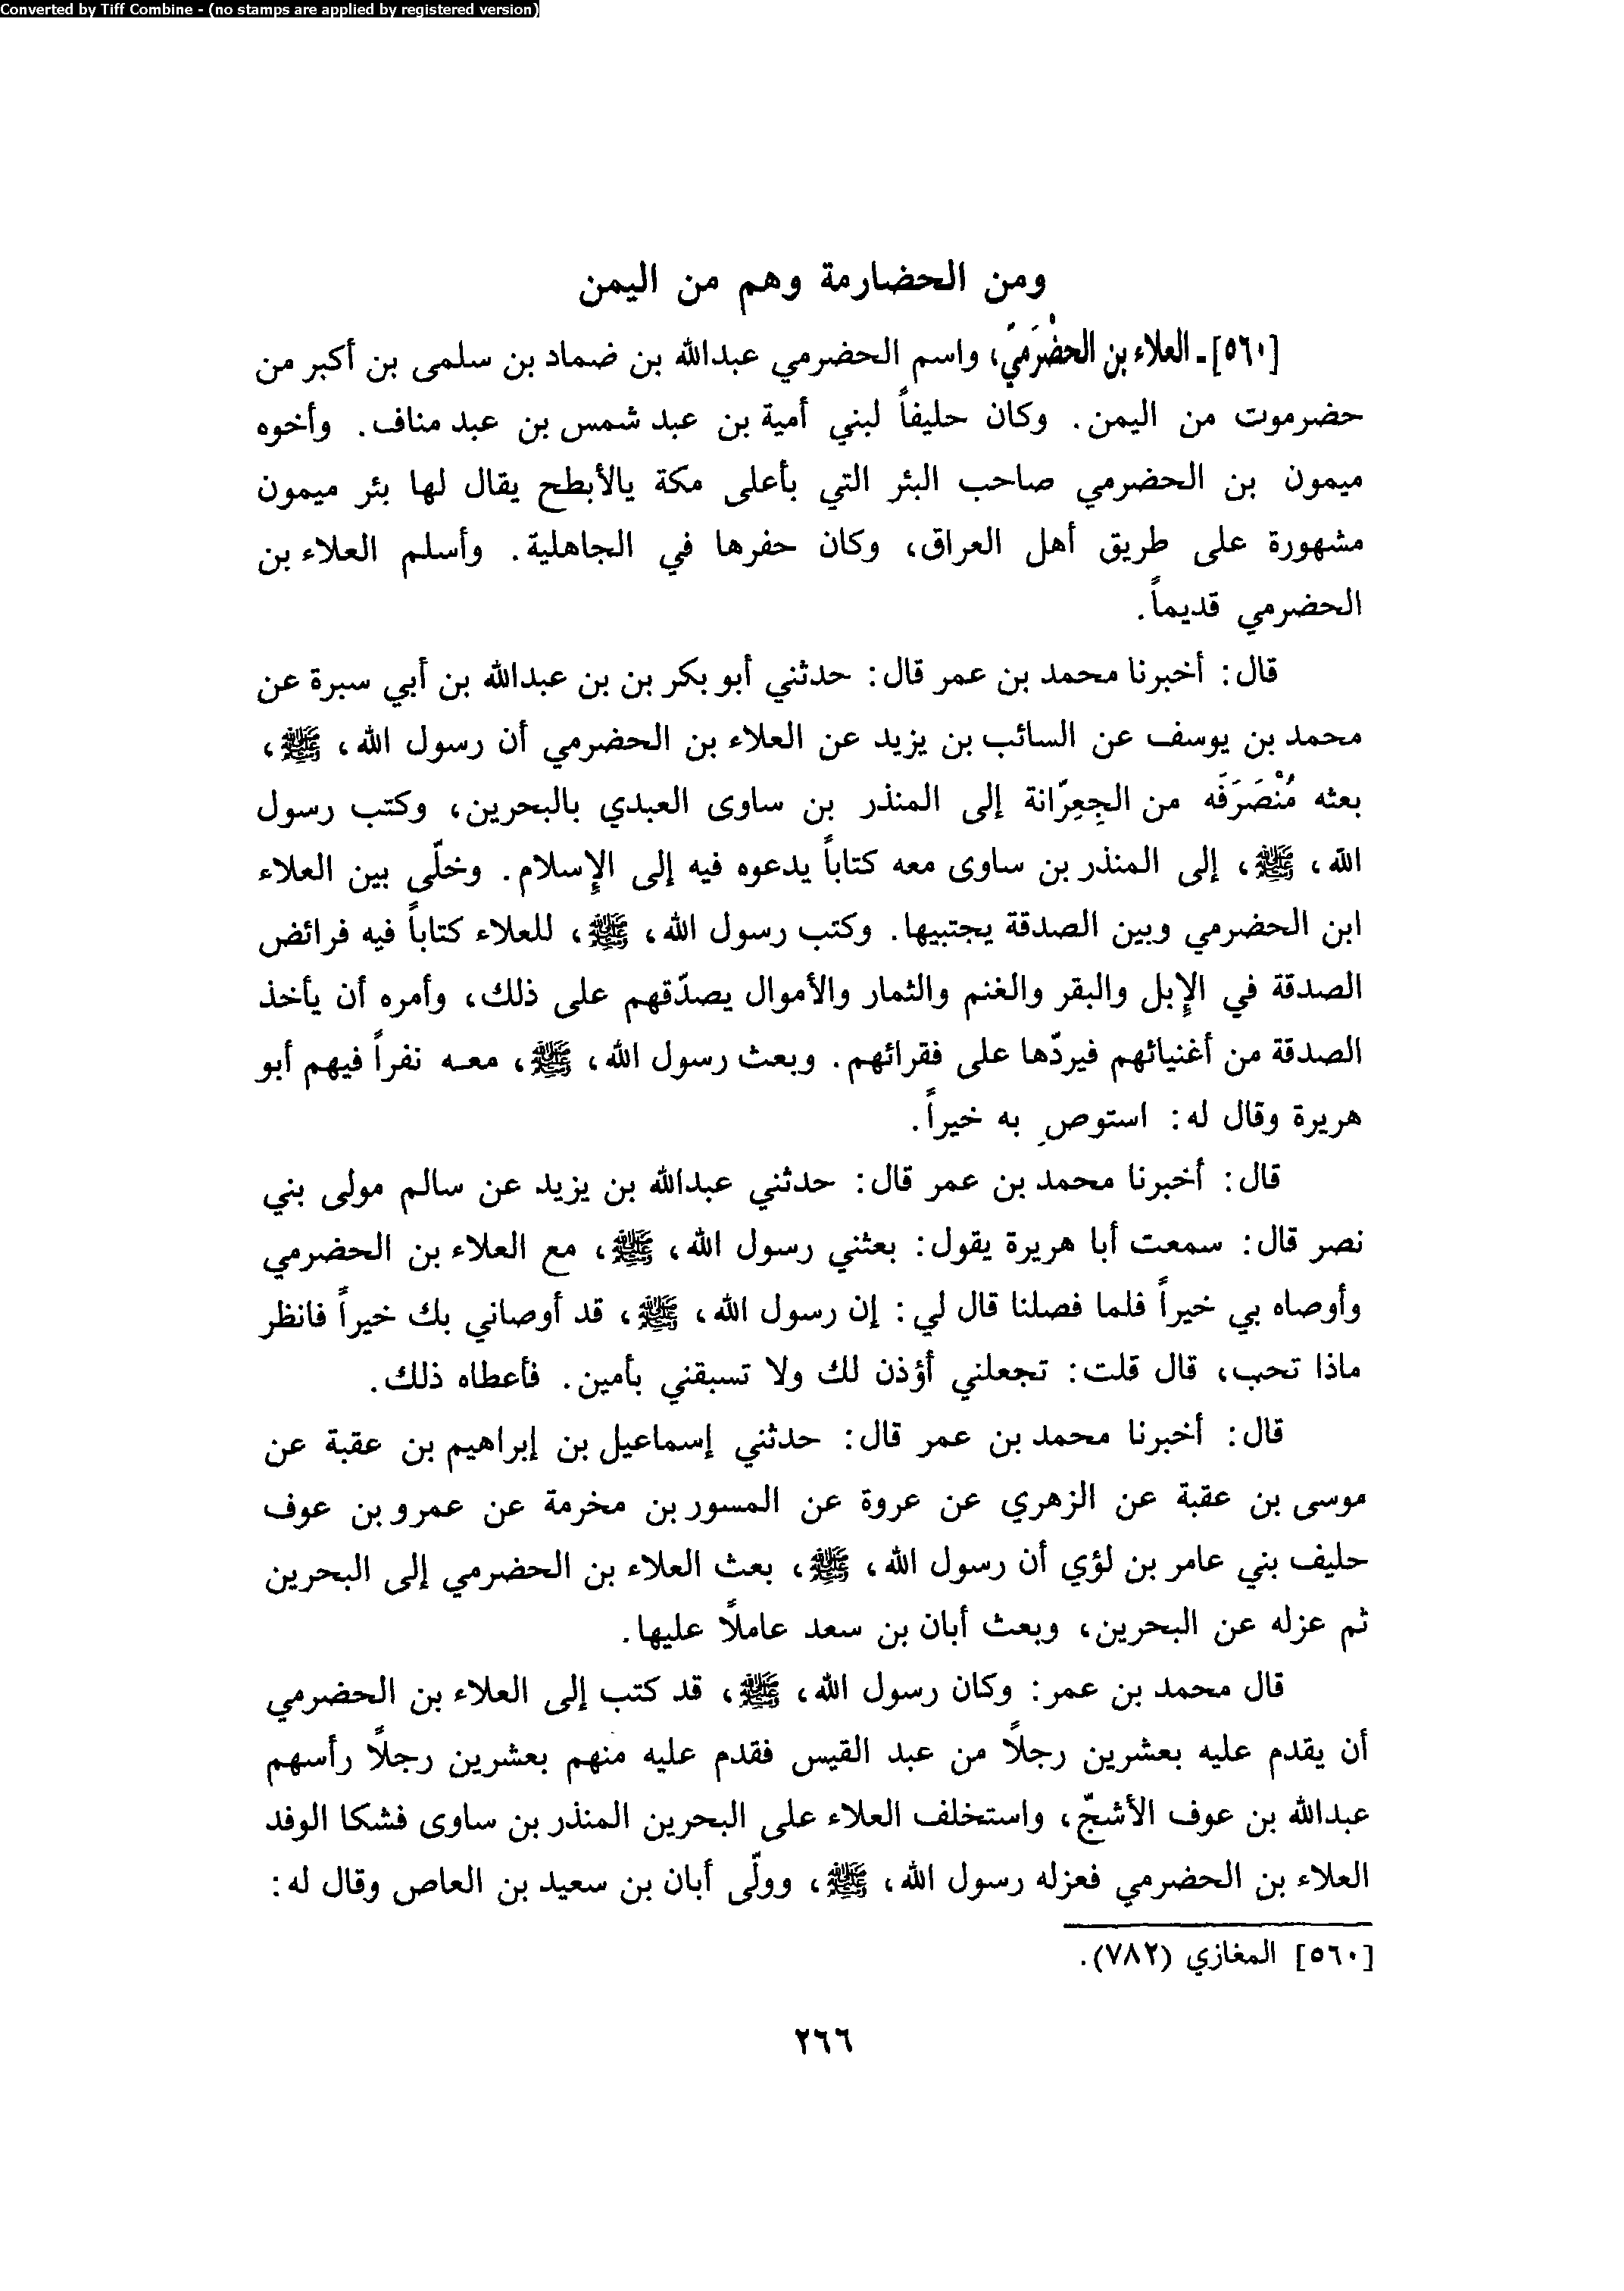 Converted by Tiff Combine - (no stamps are applied by registered version)
ومن الحضارمة وهم من اليمن
[٥٦٠]ـ العلاء بن الحضْرَميّ، واسم الحضرمي عبدالله بن ضماد بن سلمى بن أكبر من
حضرموت من اليمن. وكان حليفاً لبني أمية بن عبد شمس بن عبد مناف. وأخوه
ميمون بن الحضرمي صاحب البئر التي بأعلى مكة يالأبطح يقال لها بئر ميمون
مشهورة على طريق أهل العراق، وكان حفرها في الجاهلية. وأسلم العلاء بن
الحضرمي قديماً.
قال: أخبرنا محمد بن عمر قال: حدثني أبو بكر بن بن عبدالله بن أبي سبرة عن
محمد بن يوسف عن السائب بن يزيد عن العلاء بن الحضرمي أن رسول الله، ﷺ،
بعثه مُنْصَرَفَه من الجِعِرّانة إلى المنذر بن ساوى العبدي بالبحرين، وكتب رسول
الله، ﷺ، إلى المنذر بن ساوى معه كتاباً يدعوه فيه إلى الإِسلام. وخلّى بين العلاء
ابن الحضرمي وبين الصدقة يجتبيها. وكتب رسول الله، ﷺ، للعلاء كتاباً فيه فرائض
الصدقة في الإِبل والبقر والغنم والثمار والأموال يصدّقهم على ذلك، وأمره أن يأخذ
الصدقة من أغنيائهم فيردّها على فقرائهم. وبعث رسول الله، ﷺ، معـه نفراً فيهم أبو
هريرة وقال له: استوصِ به خيراً.
قال: أخبرنا محمد بن عمر قال: حدثني عبدالله بن يزيد عن سالم مولى بني
نصر قال: سمعت أبا هريرة يقول: بعثني رسول الله، ﷺ، مع العلاء بن الحضرمي
وأوصاه بي خيراً فلما فصلنا قال لي: إن رسول الله، ﷺ، قد أوصاني بك خيراً فانظر
ماذا تحب، قال قلت: تجعلني أؤذن لك ولا تسبقني بأمين. فأعطاه ذلك.
قال: أخبرنا محمد بن عمر قال: حدثني إسماعيل بن إبراهيم بن عقبة عن
موسى بن عقبة عن الزهري عن عروة عن المسور بن مخرمة عن عمرو بن عوف
حليف بني عامر بن لؤي أن رسول الله، ﷺ، بعث العلاء بن الحضرمي إلى البحرين
ثم عزله عن البحرين، وبعث أبان بن سعد عاملاً عليها.
قال محمد بن عمر: وكان رسول الله، ﷺ، قد كتب إلى العلاء بن الحضرمي
أن يقدم عليه بعشرين رجلاً من عبد القيس فقدم عليه منهم بعشرين رجلاً رأسهم
عبدالله بن عوف الأشجّ، واستخلف العلاء على البحرين المنذر بن ساوى فشكا الوفد
العلاء بن الحضرمي فعزله رسول الله، ﷺ، وولّى أبان بن سعيد بن العاص وقال له:
[٥٦٠] المغازي (٧٨٢).
٢٦٦